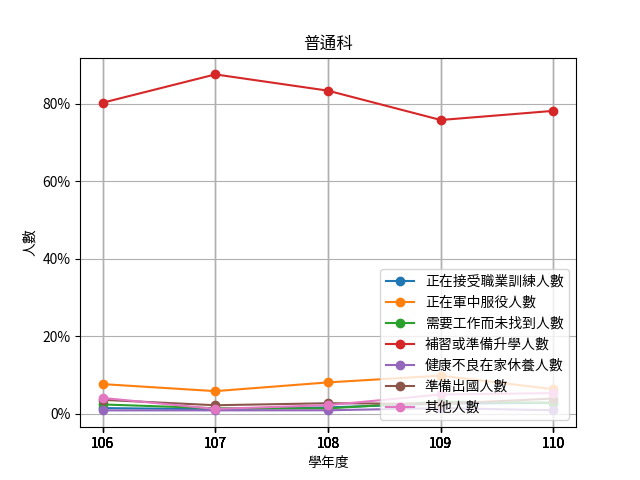 普通科
人數
80%
60%
40%
20%
0%
正在接受職業訓練人數
正在軍中服役人數
需要工作而未找到人數
補習或準備升學人數
健康不良在家休養人數
準備出國人數
其他人數
106 107 108 109 110
學年度